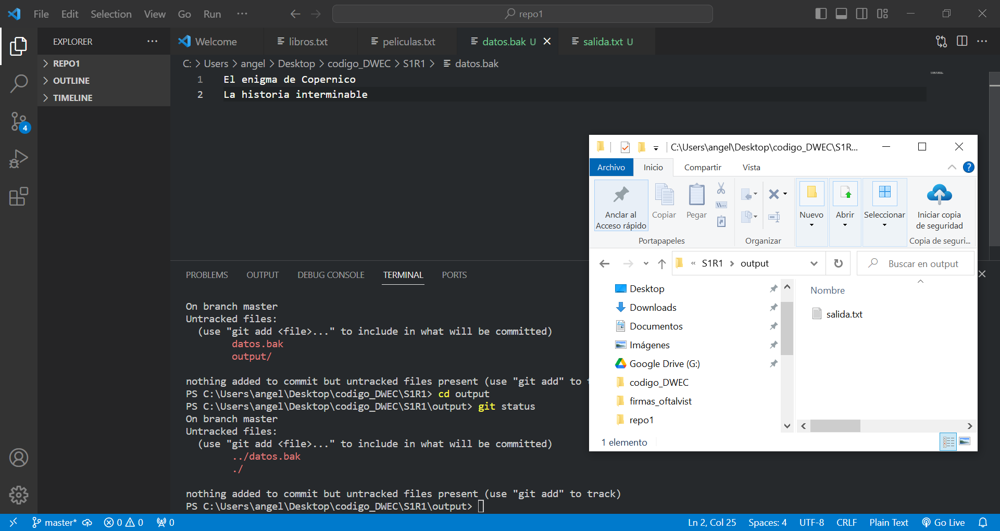 File Edit Selection View Go Run ··· repo1
EXPLORER ···
REPO1
OUTLINE
TIMELINE
4
Welcome libros.txt peliculas.txt datos.bak U salida.txt U
C: > Users > angel > Desktop > codigo_DWEC > S1R1 > datos.bak
1 El enigma de Copernico
2 La historia interminable
PROBLEMS OUTPUT DEBUG CONSOLE TERMINAL PORTS
On branch master
Untracked files:
(use "git add <file>..." to include in what will be committed)
datos.bak
output/
nothing added to commit but untracked files present (use "git add" to
PS C:\Users\angel\Desktop\codigo_DWEC\S1R1> cd output
PS C:\Users\angel\Desktop\codigo_DWEC\S1R1\output> git status
On branch master
Untracked files:
(use "git add <file>..." to include in what will be committed)
../datos.bak
./
nothing added to commit but untracked files present (use "git add" to track)
PS C:\Users\angel\Desktop\codigo_DWEC\S1R1\output>
C:\Users\angel\Desktop\codigo_DWEC\S1R...
Archivo Inicio Compartir Vista
Anclar al
Acceso rápido
Copiar
Pegar
Portapapeles
Organizar
Nuevo
Abrir
Seleccionar
Iniciar copia
de seguridad
Copia de seguri...
« S1R1 > output
Buscar en output
Desktop
Downloads
Documentos
Imágenes
Google Drive (G:)
codigo_DWEC
firmas_oftalvist
repo1
Nombre
salida.txt
1 elemento
master* 0 0 0 Ln 2, Col 25 Spaces: 4 UTF-8 CRLF Plain Text Go Live